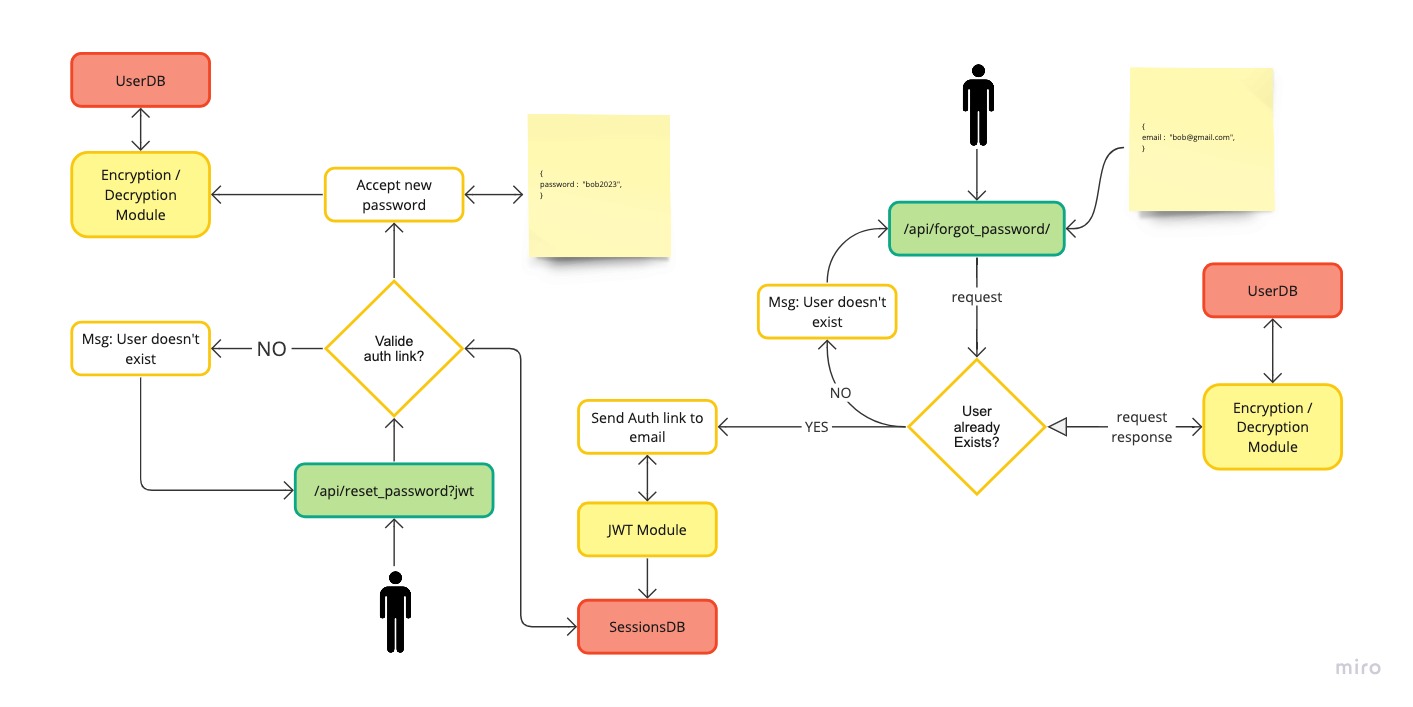 UserDB
Encryption /
Decryption
Module
Accept new
password
{
password : "bob2023",
}
Msg: User doesn't
exist
NO
Valide
auth link?
/api/reset_password?jwt
{
email : "bob@gmail.com",
}
/api/forgot_password/
request
Msg: User doesn't
exist
NO
User
already
Exists?
YES
Send Auth link to
email
JWT Module
SessionsDB
request
response
UserDB
Encryption /
Decryption
Module
miro